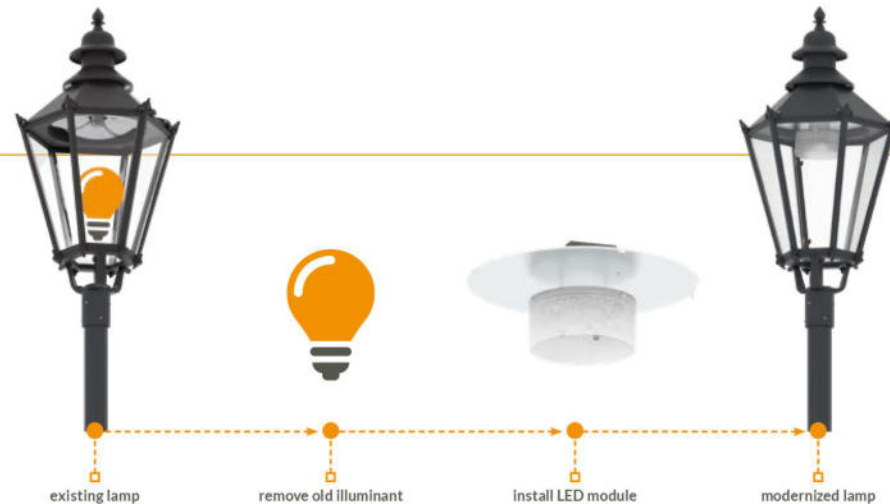 existing lamp
remove old illuminant
install LED module
modernized lamp